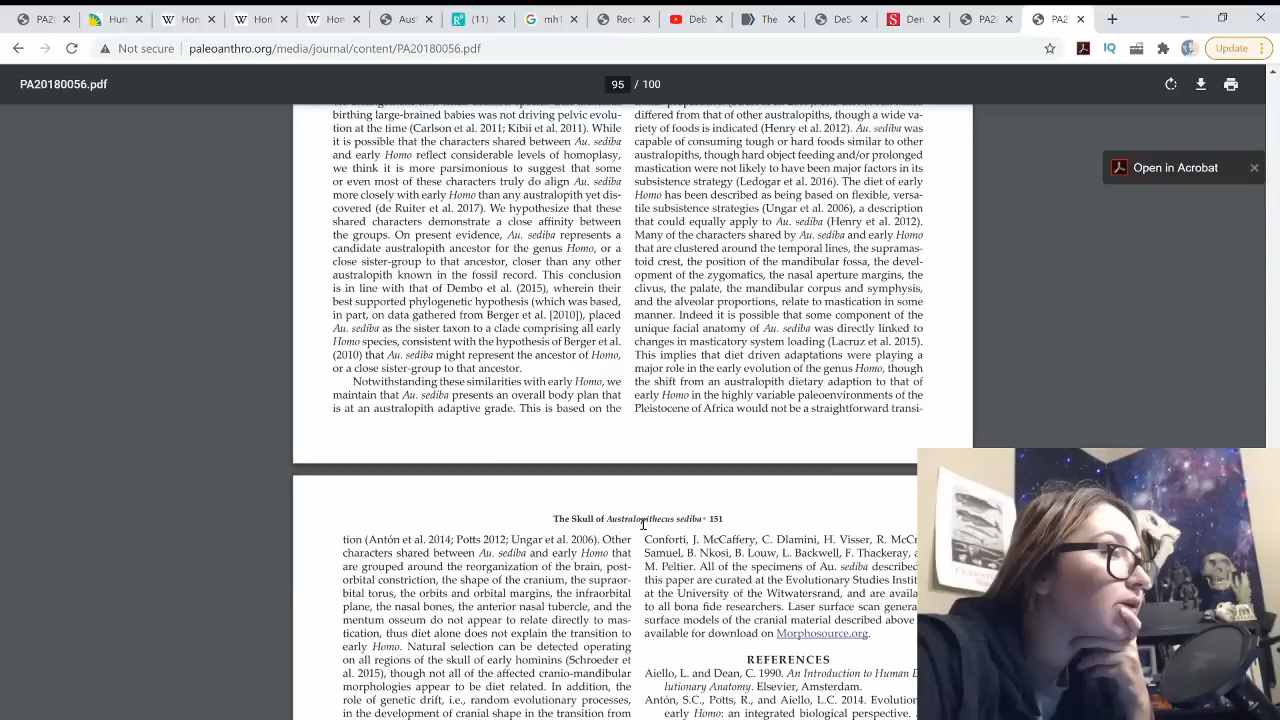 PA20
Hun
Wi
Hon
Hon
Hon
Aus
(11)
mh1
Rec
Deb
The
DeS
Den
PA20
PA2
Not secure
paleoanthro.org/media/journal/content/PA20180056.pdf
IQ
Update
PA20180056.pdf
95 / 100
Open in Acrobat
birthing large-brained babies was not driving pelvic evolu-
tion at the time (Carlson et al. 2011; Kibii et al. 2011). While
it is possible that the characters shared between Au. sediba
and early Homo reflect considerable levels of homoplasy,
we think it is more parsimonious to suggest that some
or even most of these characters truly do align Au. sediba
more closely with early Homo than any australopith yet dis-
covered (de Ruiter et al. 2017). We hypothesize that these
shared characters demonstrate a close affinity between
the groups. On present evidence, Au. sediba represents a
candidate australopith ancestor for the genus Homo, or a
close sister-group to that ancestor, closer than any other
australopith known in the fossil record. This conclusion
is in line with that of Dembo et al. (2015), wherein their
best supported phylogenetic hypothesis (which was based,
in part, on data gathered from Berger et al. [2010]), placed
Au. sediba as the sister taxon to a clade comprising all early
Homo species, consistent with the hypothesis of Berger et al.
(2010) that Au. sediba might represent the ancestor of Homo,
or a close sister-group to that ancestor.
Notwithstanding these similarities with early Homo, we
maintain that Au. sediba presents an overall body plan that
is at an australopith adaptive grade. This is based on the
differed from that of other australopiths, though a wide va-
riety of foods is indicated (Henry et al. 2012). Au. sediba was
capable of consuming tough or hard foods similar to other
australopiths, though hard object feeding and/or prolonged
mastication were not likely to have been major factors in its
subsistence strategy (Ledogar et al. 2016). The diet of early
Homo has been described as being based on flexible, versa-
tile subsistence strategies (Ungar et al. 2006), a description
that could equally apply to Au. sediba (Henry et al. 2012).
Many of the characters shared by Au. sediba and early Homo
that are clustered around the temporal lines, the supramas-
toid crest, the position of the mandibular fossa, the devel-
opment of the zygomatics, the nasal aperture margins, the
clivus, the palate, the mandibular corpus and symphysis,
and the alveolar proportions, relate to mastication in some
manner. Indeed it is possible that some component of the
unique facial anatomy of Au. sediba was directly linked to
changes in masticatory system loading (Lacruz et al. 2015).
This implies that diet driven adaptations were playing a
major role in the early evolution of the genus Homo, though
the shift from an australopith dietary adaption to that of
early Homo in the highly variable paleoenvironments of the
Pleistocene of Africa would not be a straightforward transi-
The Skull of Australopithecus sediba • 151
tion (Antón et al. 2014; Potts 2012; Ungar et al. 2006). Other
characters shared between Au. sediba and early Homo that
are grouped around the reorganization of the brain, post-
orbital constriction, the shape of the cranium, the supraor-
bital torus, the orbits and orbital margins, the infraorbital
plane, the nasal bones, the anterior nasal tubercle, and the
mentum osseum do not appear to relate directly to mas-
tication, thus diet alone does not explain the transition to
early Homo. Natural selection can be detected operating
on all regions of the skull of early hominins (Schroeder et
al. 2015), though not all of the affected cranio-mandibular
morphologies appear to be diet related. In addition, the
role of genetic drift, i.e., random evolutionary processes,
in the development of cranial shape in the transition from
Conforti, J. McCaffery, C. Dlamini, H. Visser, R. McCr
Samuel, B. Nkosi, B. Louw, L. Backwell, F. Thackeray, a
M. Peltier. All of the specimens of Au. sediba described
this paper are curated at the Evolutionary Studies Instit
at the University of the Witwatersrand, and are availa
to all bona fide researchers. Laser surface scan genera
surface models of the cranial material described above
available for download on Morphosource.org.
REFERENCES
Aiello, L. and Dean, C. 1990. An Introduction to Human E
lutionary Anatomy. Elsevier, Amsterdam.
Antón, S.C., Potts, R., and Aiello, L.C. 2014. Evolution
early Homo: an integrated biological perspective.